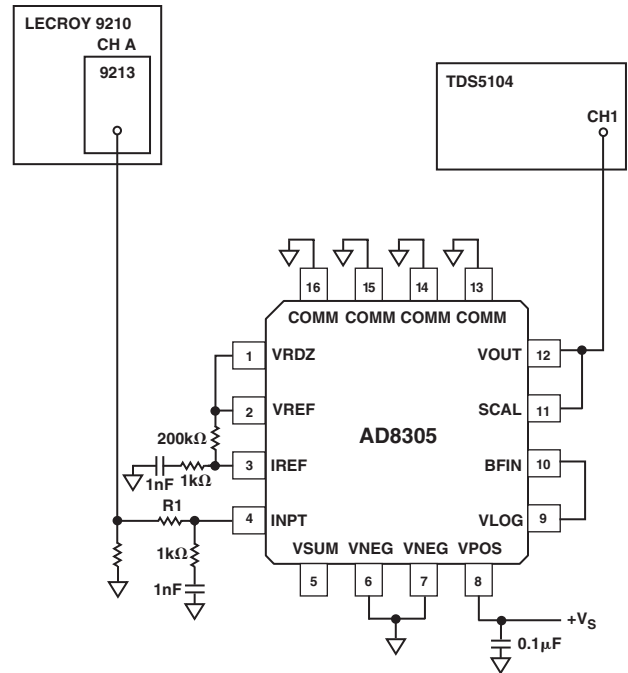 LECROY 9210
CH A
9213
TDS5104
CH1
16
15
14
13
COMM COMM COMM COMM
1
VRDZ
VOUT
12
2
VREF
SCAL
11
200kΩ
AD8305
3
IREF
BFIN
10
1nF
1kΩ
R1
4
INPT
VLOG
9
1kΩ
VSUM VNEG VNEG VPOS
5
6
7
8
1nF
+VS
0.1μF